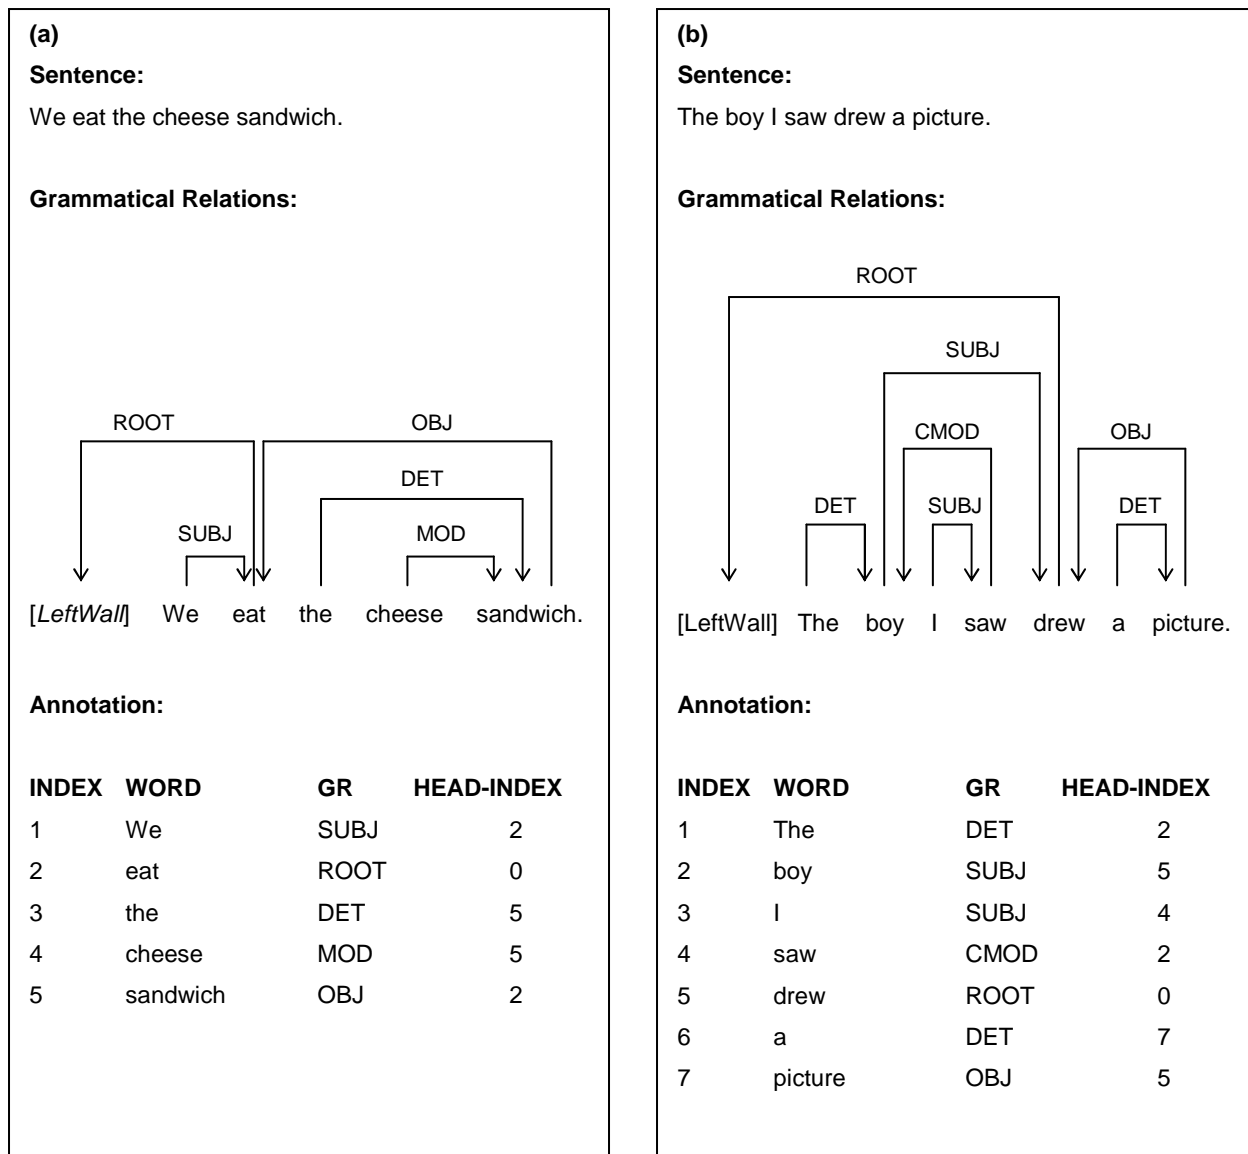 (a)
Sentence:
We eat the cheese sandwich.
Grammatical Relations:
ROOT OBJ
DET
SUBJ MOD
[LeftWall] We eat the cheese sandwich.
Annotation:
INDEX WORD GR HEAD-INDEX
1 We SUBJ 2
2 eat ROOT 0
3 the DET 5
4 cheese MOD 5
5 sandwich OBJ 2
(b)
Sentence:
The boy I saw drew a picture.
Grammatical Relations:
ROOT
SUBJ
CMOD OBJ
DET SUBJ DET
[LeftWall] The boy I saw drew a picture.
Annotation:
INDEX WORD GR HEAD-INDEX
1 The DET 2
2 boy SUBJ 5
3 I SUBJ 4
4 saw CMOD 2
5 drew ROOT 0
6 a DET 7
7 picture OBJ 5